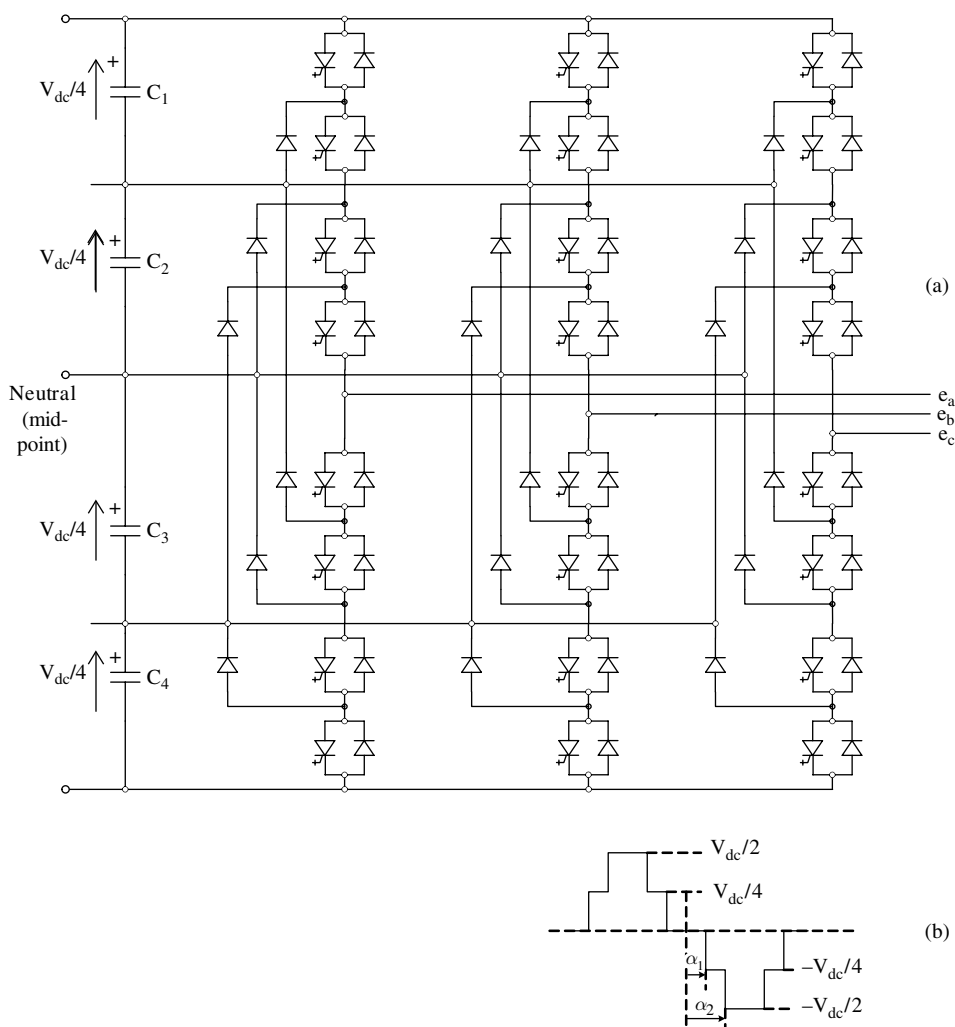 +
V_dc/4
C_1
+
V_dc/4
C_2
(a)
Neutral
(mid-
point)
e_a
e_b
e_c
+
V_dc/4
C_3
+
V_dc/4
C_4
V_dc/2
V_dc/4
(b)
α_1
–V_dc/4
α_2
–V_dc/2